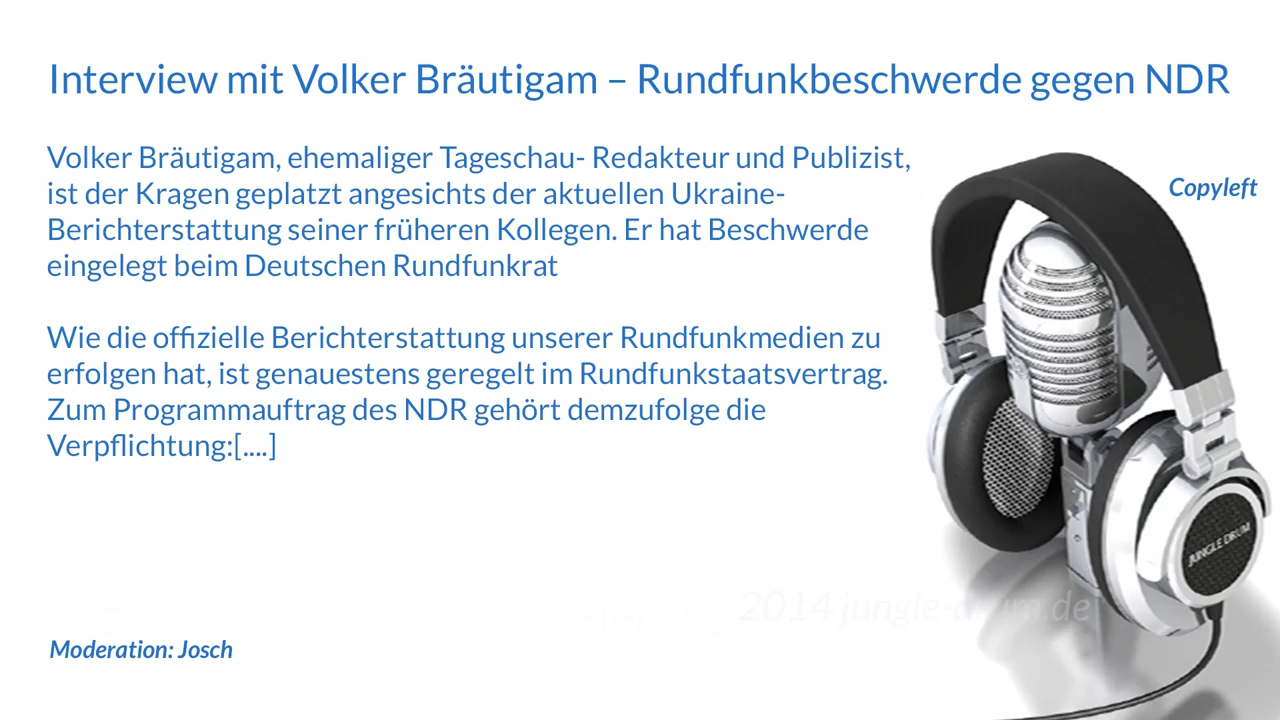 Interview mit Volker Bräutigam – Rundfunkbeschwerde gegen NDR
Volker Bräutigam, ehemaliger Tageschau- Redakteur und Publizist,
ist der Kragen geplatzt angesichts der aktuellen Ukraine-
Berichterstattung seiner früheren Kollegen. Er hat Beschwerde
eingelegt beim Deutschen Rundfunkrat
Copyleft
Wie die offizielle Berichterstattung unserer Rundfunkmedien zu
erfolgen hat, ist genauestens geregelt im Rundfunkstaatsvertrag.
Zum Programmauftrag des NDR gehört demzufolge die
Verpflichtung:[....]
JUNGLE DRUM
2014 jungle-drum.de
Moderation: Josch